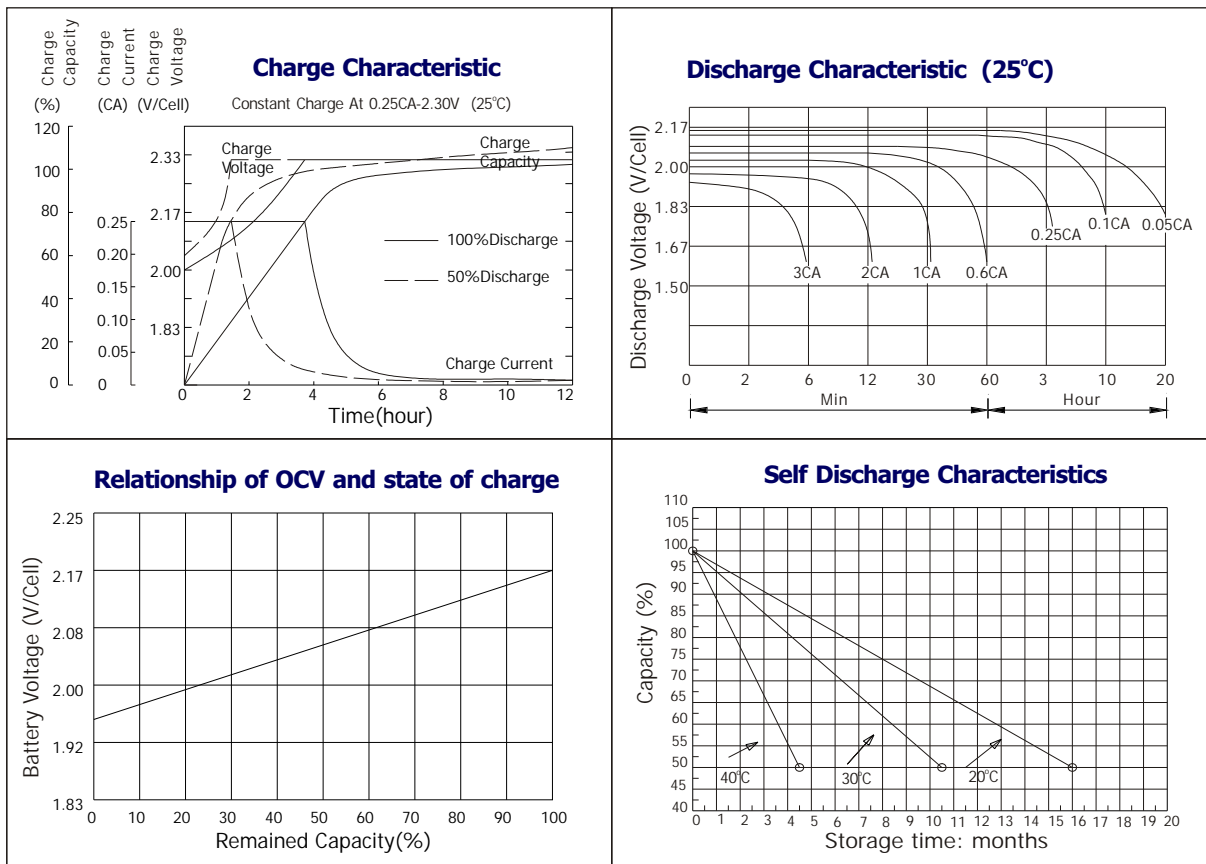 Charge Capacity
Charge Current
Charge Voltage
(%)
(CA)
(V/Cell)
Charge Characteristic
Constant Charge At 0.25CA-2.30V (25°C)
120
100
80
60
40
20
0
0.25
0.20
0.15
0.10
0.05
0
2.33
2.17
2.00
1.83
Charge Voltage
Charge Capacity
100%Discharge
50%Discharge
Charge Current
0 2 4 6 8 10 12
Time(hour)
Discharge Characteristic (25°C)
Discharge Voltage (V/Cell)
2.17
2.00
1.83
1.67
1.50
3CA
2CA
1CA
0.6CA
0.25CA
0.1CA
0.05CA
0 2 6 12 30 60 3 10 20
Min
Hour
Relationship of OCV and state of charge
Battery Voltage (V/Cell)
2.25
2.17
2.08
2.00
1.92
1.83
0 10 20 30 40 50 60 70 80 90 100
Remained Capacity(%)
Self Discharge Characteristics
Capacity (%)
110
105
100
95
90
85
80
75
70
65
60
55
50
45
40
40°C
30°C
20°C
0 1 2 3 4 5 6 7 8 9 10 11 12 13 14 15 16 17 18 19 20
Storage time: months